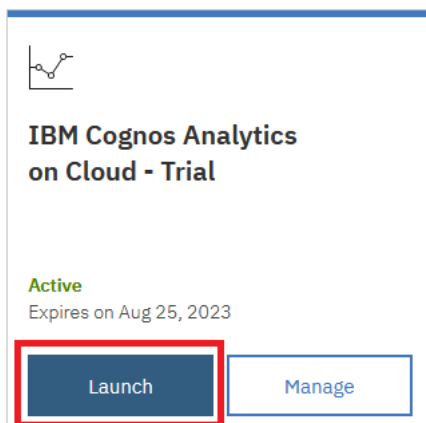 IBM Cognos Analytics
on Cloud - Trial
Active
Expires on Aug 25, 2023
Launch
Manage